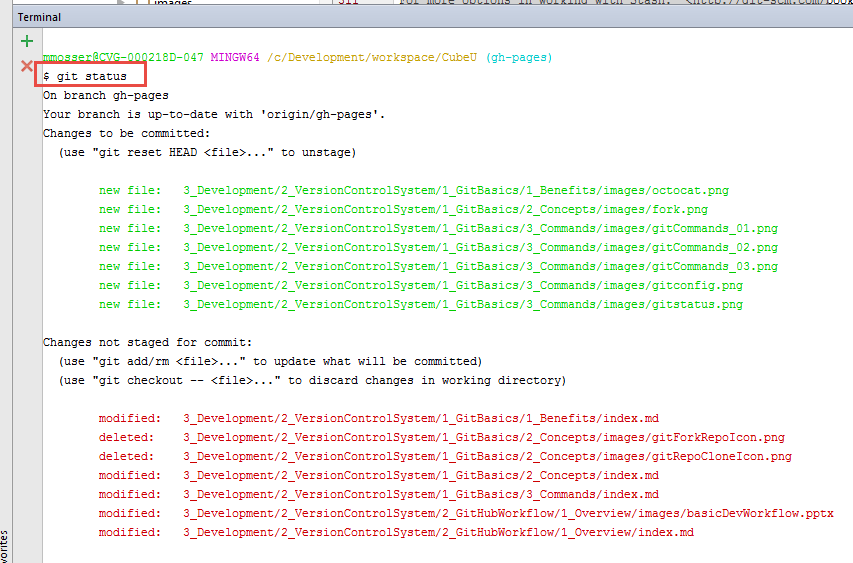 images
311 For more options in working with Stash, <http://git-scm.com/book
Terminal
mmosser@CVG-000218D-047 MINGW64 /c/Development/workspace/CubeU (gh-pages)
$ git status
On branch gh-pages
Your branch is up-to-date with 'origin/gh-pages'.
Changes to be committed:
(use "git reset HEAD <file>..." to unstage)
new file: 3_Development/2_VersionControlSystem/1_GitBasics/1_Benefits/images/octocat.png
new file: 3_Development/2_VersionControlSystem/1_GitBasics/2_Concepts/images/fork.png
new file: 3_Development/2_VersionControlSystem/1_GitBasics/3_Commands/images/gitCommands_01.png
new file: 3_Development/2_VersionControlSystem/1_GitBasics/3_Commands/images/gitCommands_02.png
new file: 3_Development/2_VersionControlSystem/1_GitBasics/3_Commands/images/gitCommands_03.png
new file: 3_Development/2_VersionControlSystem/1_GitBasics/3_Commands/images/gitconfig.png
new file: 3_Development/2_VersionControlSystem/1_GitBasics/3_Commands/images/gitstatus.png
Changes not staged for commit:
(use "git add/rm <file>..." to update what will be committed)
(use "git checkout -- <file>..." to discard changes in working directory)
modified: 3_Development/2_VersionControlSystem/1_GitBasics/1_Benefits/index.md
deleted: 3_Development/2_VersionControlSystem/1_GitBasics/2_Concepts/images/gitForkRepoIcon.png
deleted: 3_Development/2_VersionControlSystem/1_GitBasics/2_Concepts/images/gitRepoCloneIcon.png
modified: 3_Development/2_VersionControlSystem/1_GitBasics/2_Concepts/index.md
modified: 3_Development/2_VersionControlSystem/1_GitBasics/3_Commands/index.md
modified: 3_Development/2_VersionControlSystem/2_GitHubWorkflow/1_Overview/images/basicDevWorkflow.pptx
modified: 3_Development/2_VersionControlSystem/2_GitHubWorkflow/1_Overview/index.md
vorites